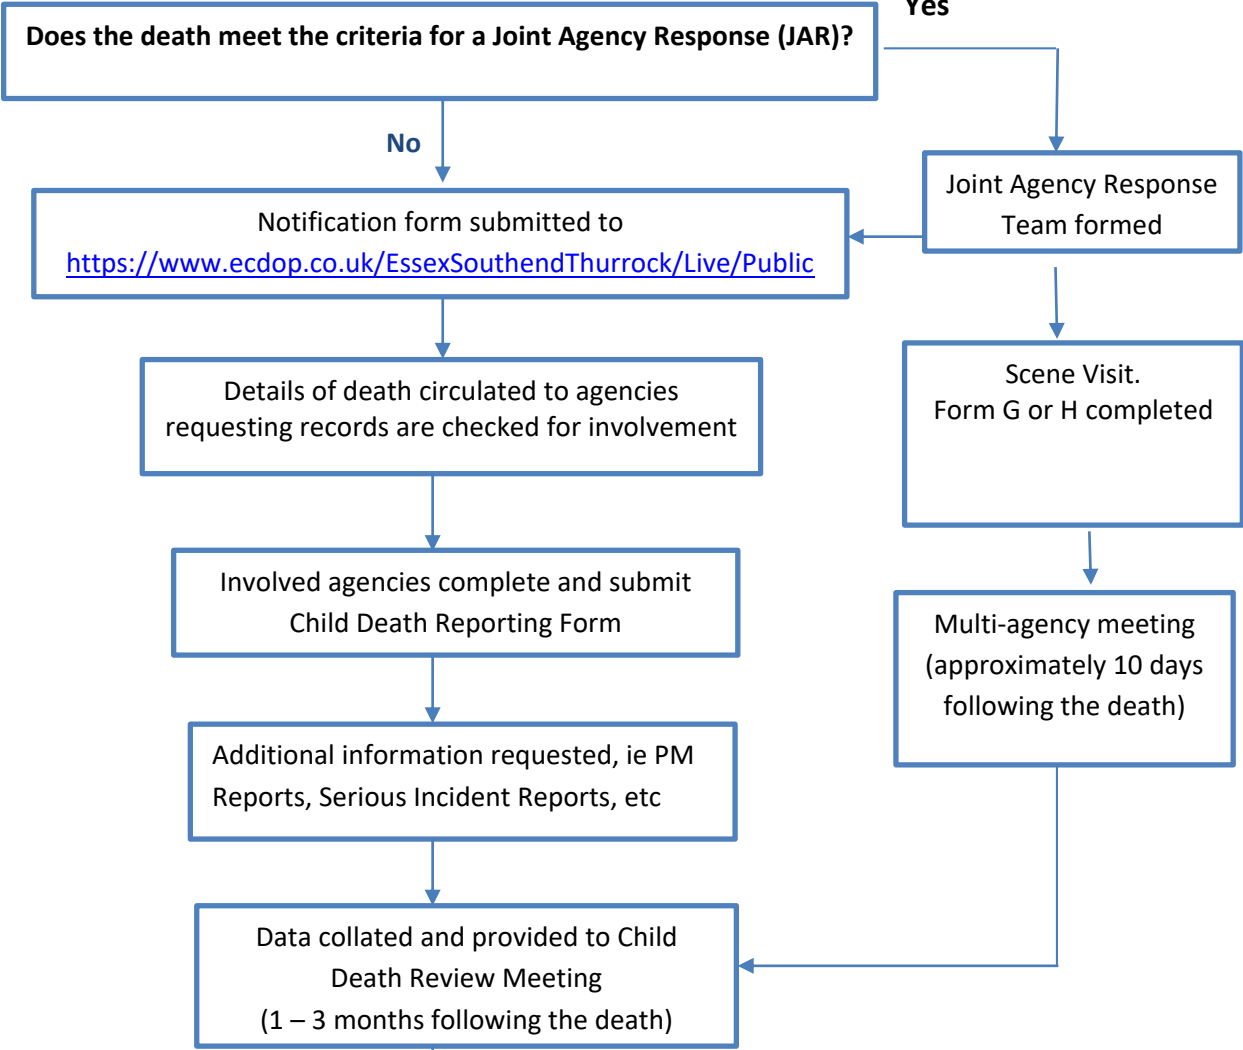 Yes
Does the death meet the criteria for a Joint Agency Response (JAR)?
No
Joint Agency Response
Team formed
Notification form submitted to
https://www.ecdop.co.uk/EssexSouthendThurrock/Live/Public
Scene Visit.
Form G or H completed
Details of death circulated to agencies
requesting records are checked for involvement
Involved agencies complete and submit
Child Death Reporting Form
Multi-agency meeting
(approximately 10 days
following the death)
Additional information requested, ie PM
Reports, Serious Incident Reports, etc
Data collated and provided to Child
Death Review Meeting
(1 – 3 months following the death)